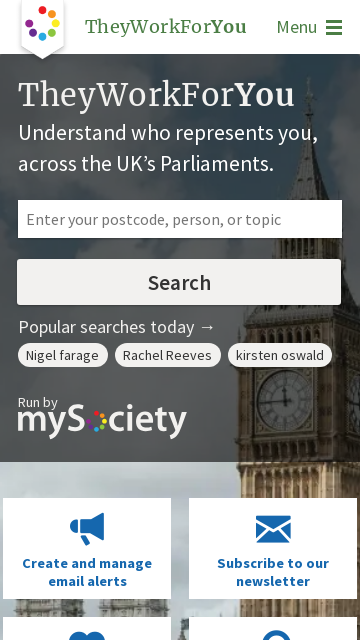 TheyWorkForYou
Menu
TheyWorkForYou
Understand who represents you,
across the UK's Parliaments.
Enter your postcode, person, or topic
Search
Popular searches today →
Nigel farage
Rachel Reeves
kirsten oswald
Run by
mySociety
Create and manage
email alerts
Subscribe to our
newsletter